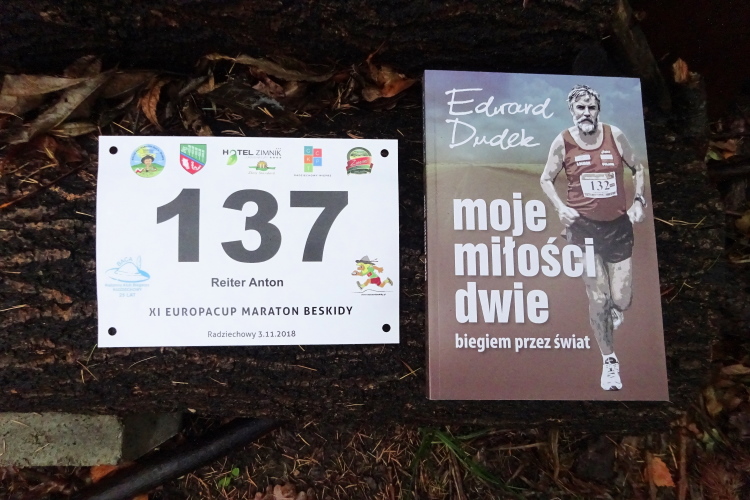 HOTEL ZIMNIK
137
Reiter Anton
XI EUROPACUP MARATON BESKIDY
Radziechowy 3.11.2018
Edward
Dudek
132
moje
miłości
dwie
biegiem przez świat